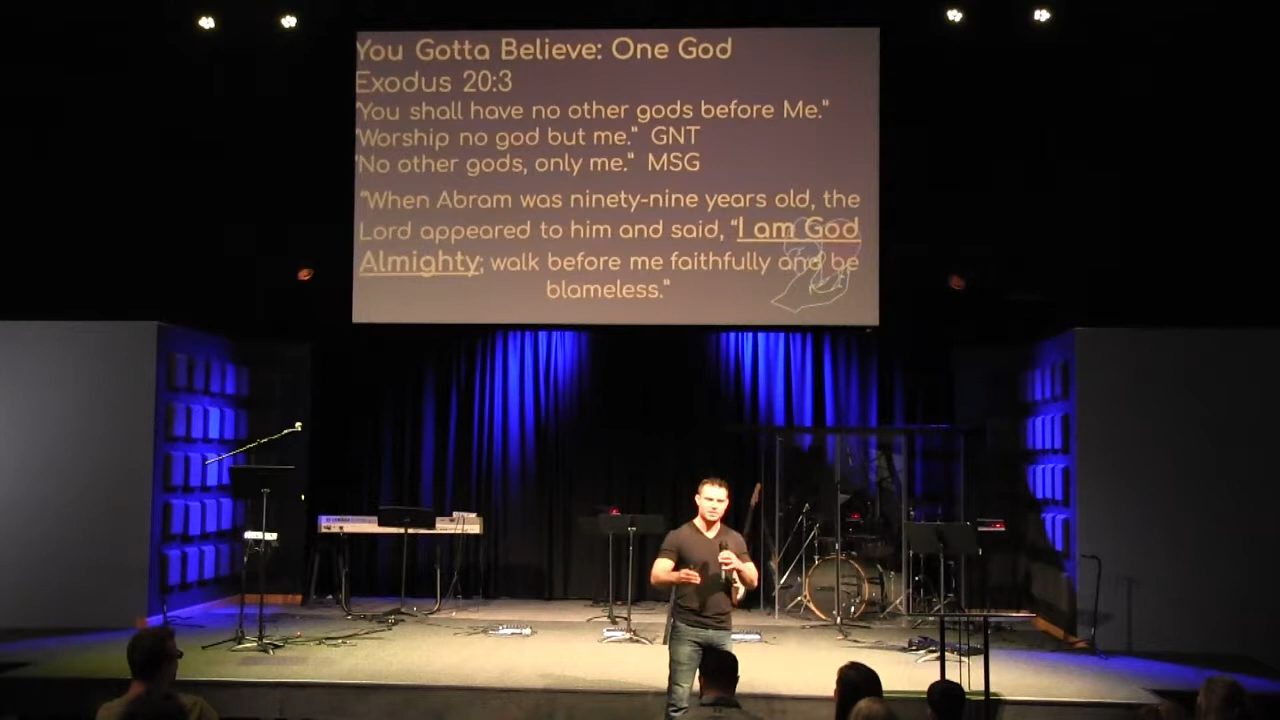 You Gotta Believe: One God
Exodus 20:3
"You shall have no other gods before Me."
"Worship no god but me." GNT
"No other gods, only me." MSG
"When Abram was ninety-nine years old, the
Lord appeared to him and said, "I am God
Almighty; walk before me faithfully and be
blameless."
YAMAHA